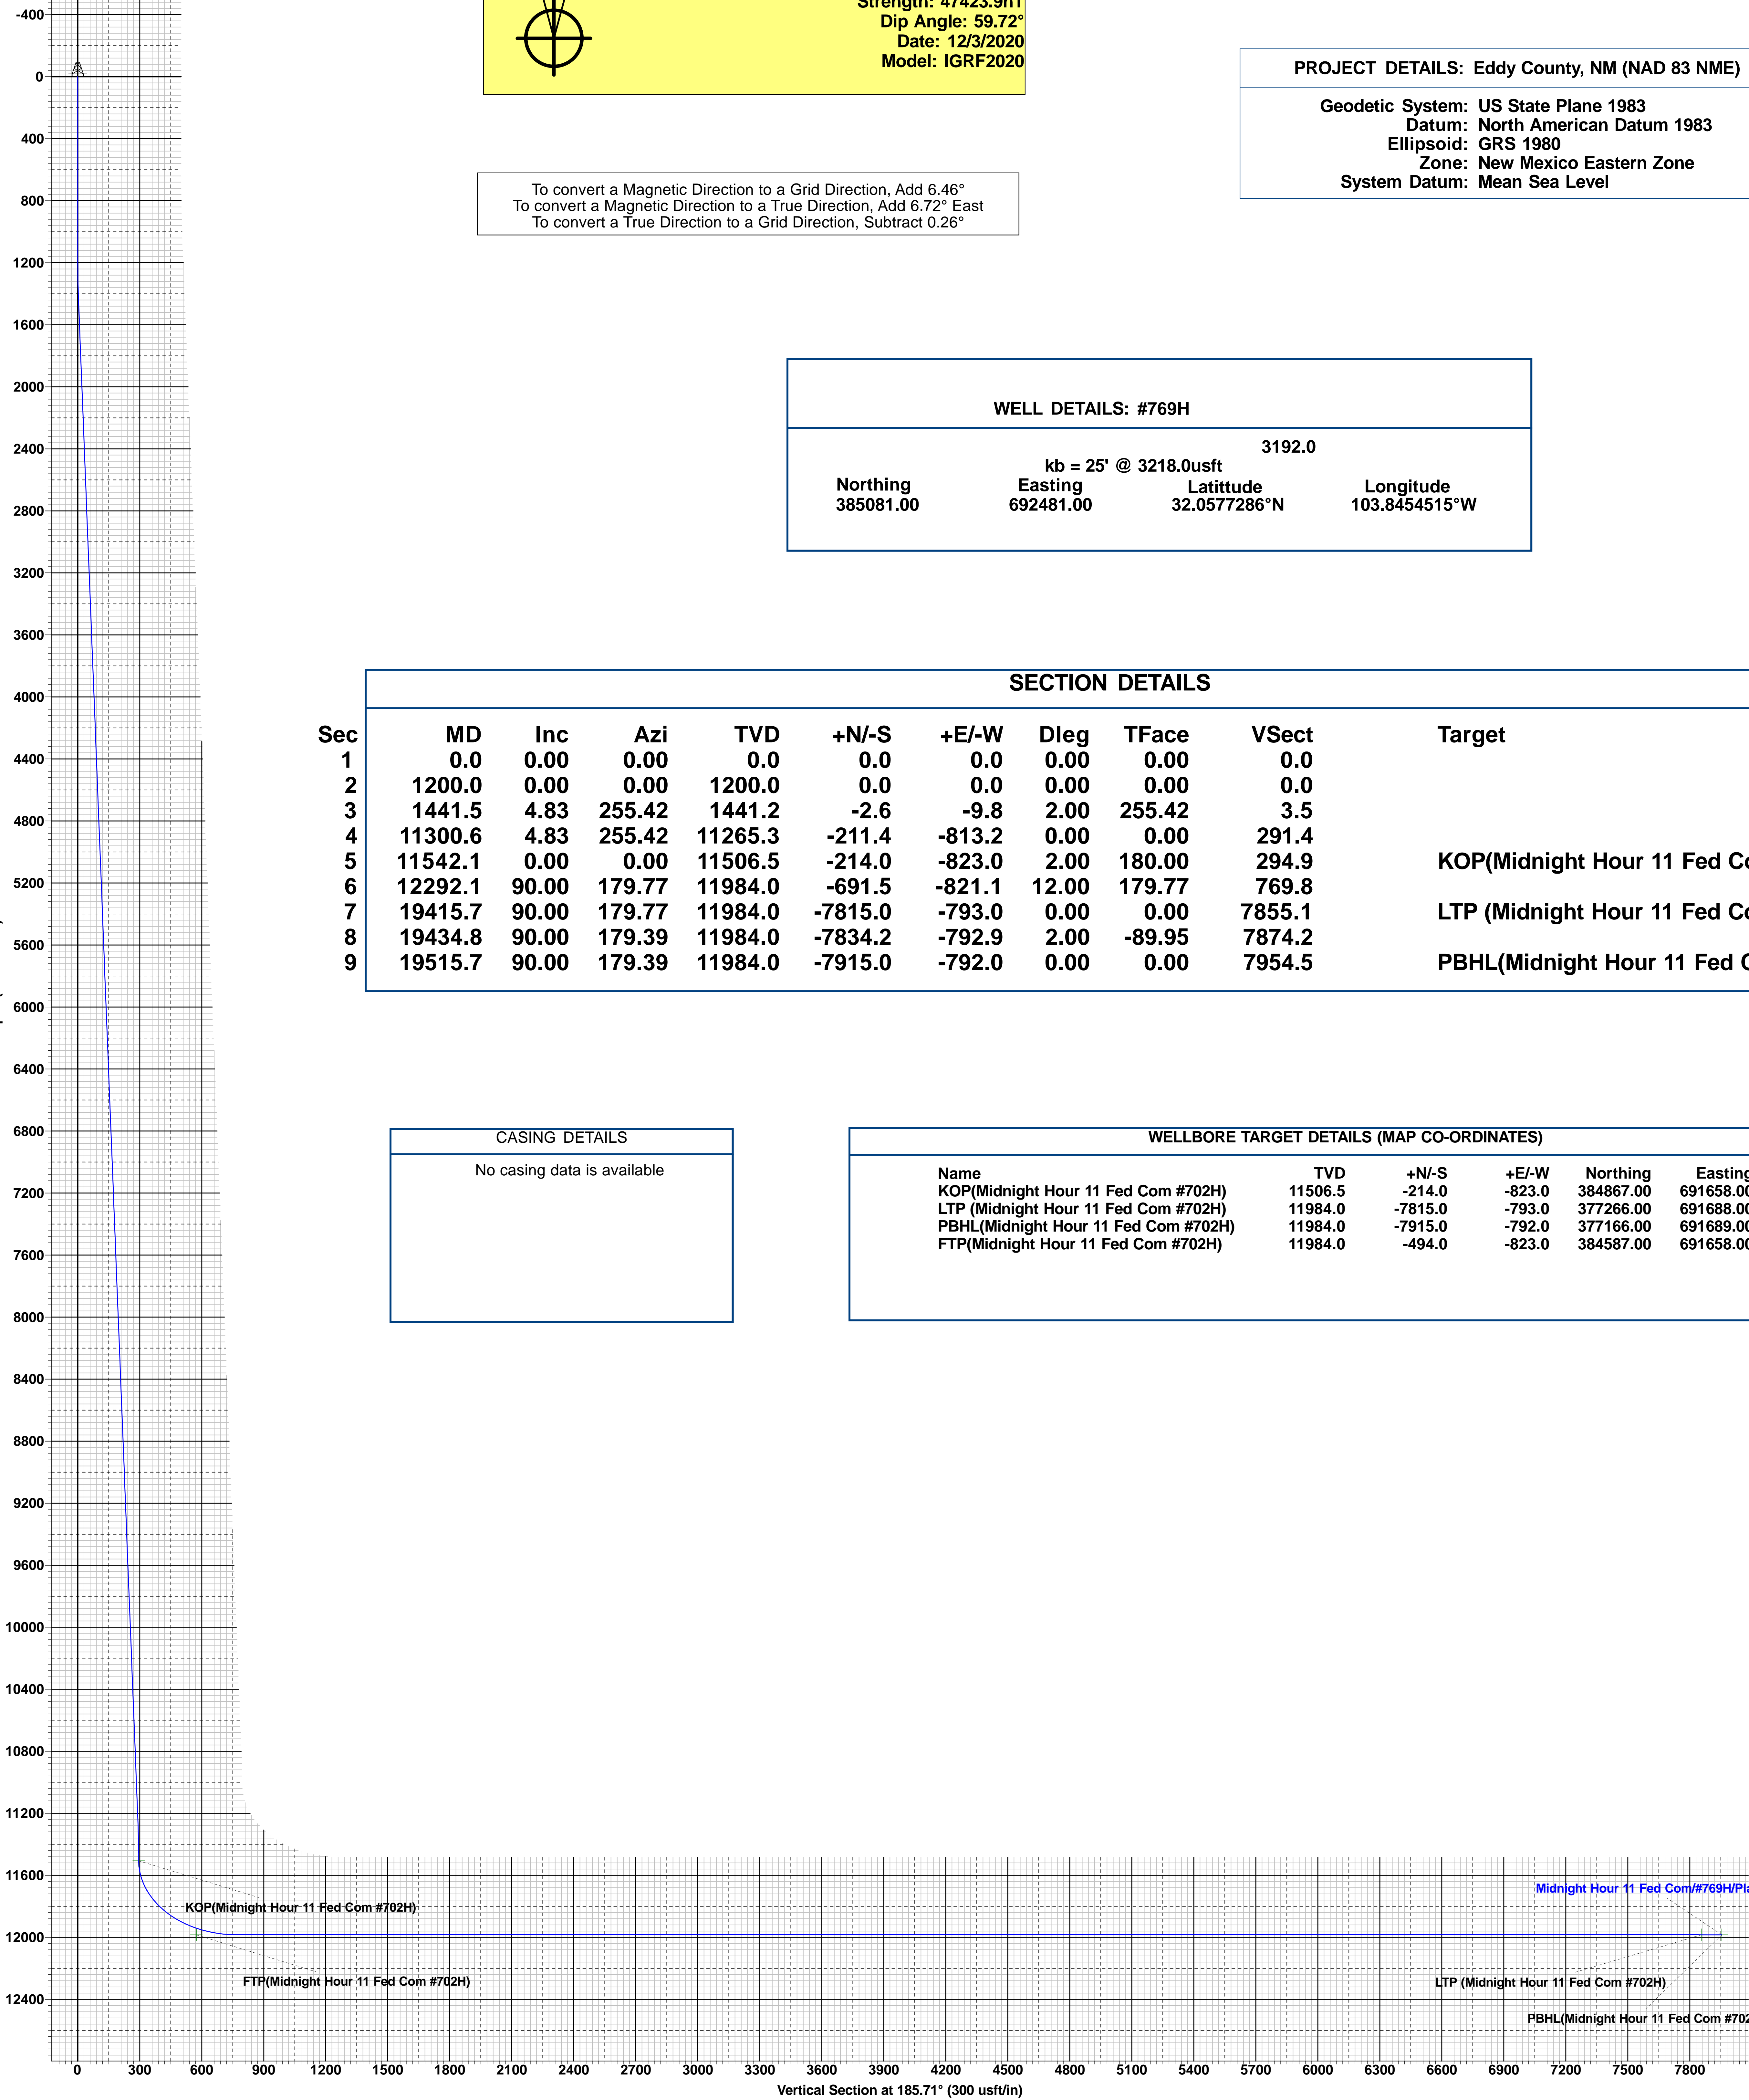 Dip Angle: 59.72°
Date: 12/3/2020
Model: IGRF2020
PROJECT DETAILS: Eddy County, NM (NAD 83 NME)
Geodetic System: US State Plane 1983
Datum: North American Datum 1983
Ellipsoid: GRS 1980
Zone: New Mexico Eastern Zone
System Datum: Mean Sea Level
To convert a Magnetic Direction to a Grid Direction, Add 6.46°
To convert a Magnetic Direction to a True Direction, Add 6.72° East
To convert a True Direction to a Grid Direction, Subtract 0.26°
WELL DETAILS: #769H
3192.0
kb = 25' @ 3218.0usft
Northing Easting Latittude Longitude
385081.00 692481.00 32.0577286°N 103.8454515°W
SECTION DETAILS
Sec MD Inc Azi TVD +N/-S +E/-W Dleg TFace VSect Target
1 0.0 0.00 0.00 0.0 0.0 0.0 0.00 0.00 0.0
2 1200.0 0.00 0.00 1200.0 0.0 0.0 0.00 0.00 0.0
3 1441.5 4.83 255.42 1441.2 -2.6 -9.8 2.00 255.42 3.5
4 11300.6 4.83 255.42 11265.3 -211.4 -813.2 0.00 0.00 291.4
5 11542.1 0.00 0.00 11506.5 -214.0 -823.0 2.00 180.00 294.9 KOP(Midnight Hour 11 Fed
6 12292.1 90.00 179.77 11984.0 -691.5 -821.1 12.00 179.77 769.8
7 19415.7 90.00 179.77 11984.0 -7815.0 -793.0 0.00 0.00 7855.1 LTP (Midnight Hour 11 Fed
8 19434.8 90.00 179.39 11984.0 -7834.2 -792.9 2.00 -89.95 7874.2
9 19515.7 90.00 179.39 11984.0 -7915.0 -792.0 0.00 0.00 7954.5 PBHL(Midnight Hour 11 Fed
CASING DETAILS
No casing data is available
WELLBORE TARGET DETAILS (MAP CO-ORDINATES)
Name TVD +N/-S +E/-W Northing Easting
KOP(Midnight Hour 11 Fed Com #702H) 11506.5 -214.0 -823.0 384867.00 691658.00
LTP (Midnight Hour 11 Fed Com #702H) 11984.0 -7815.0 -793.0 377266.00 691688.00
PBHL(Midnight Hour 11 Fed Com #702H) 11984.0 -7915.0 -792.0 377166.00 691689.00
FTP(Midnight Hour 11 Fed Com #702H) 11984.0 -494.0 -823.0 384587.00 691658.00
-400
0
400
800
1200
1600
2000
2400
2800
3200
3600
4000
4400
4800
5200
5600
6000
6400
6800
7200
7600
8000
8400
8800
9200
9600
10000
10400
10800
11200
11600
12000
12400
Midnight Hour 11 Fed Com/#769H/
KOP(Midnight Hour 11 Fed Com #702H)
FTP(Midnight Hour 11 Fed Com #702H)
LTP (Midnight Hour 11 Fed Com #702H)
PBHL(Midnight Hour 11 Fed Com
0 300 600 900 1200 1500 1800 2100 2400 2700 3000 3300 3600 3900 4200 4500 4800 5100 5400 5700 6000 6300 6600 6900 7200 7500 7800
Vertical Section at 185.71° (300 usft/in)